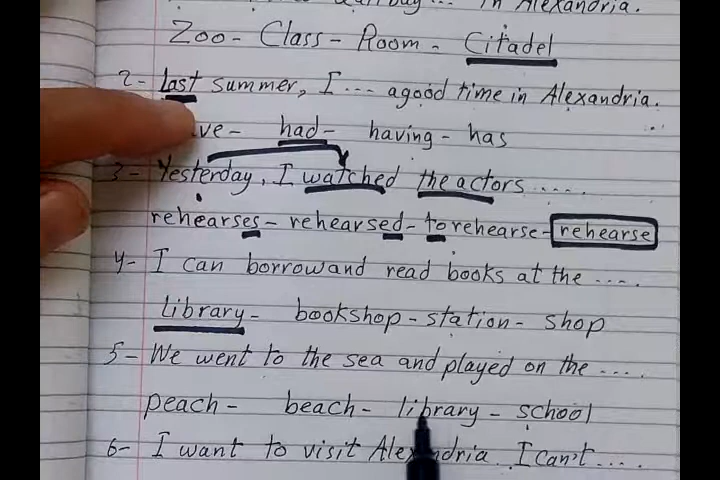 in Alexandria.
Zoo - Class - Room - Citadel
2- Last summer, I ... agood time in Alexandria.
had - having - has
3- Yesterday, I watched the actors .....
rehearses - rehearsed - to rehearse - rehearse
4- I can borrow and read books at the ....
library - bookshop - station - shop
5- We went to the sea and played on the ....
peach - beach - library - school
6- I want to visit Alexandria. I can't ....